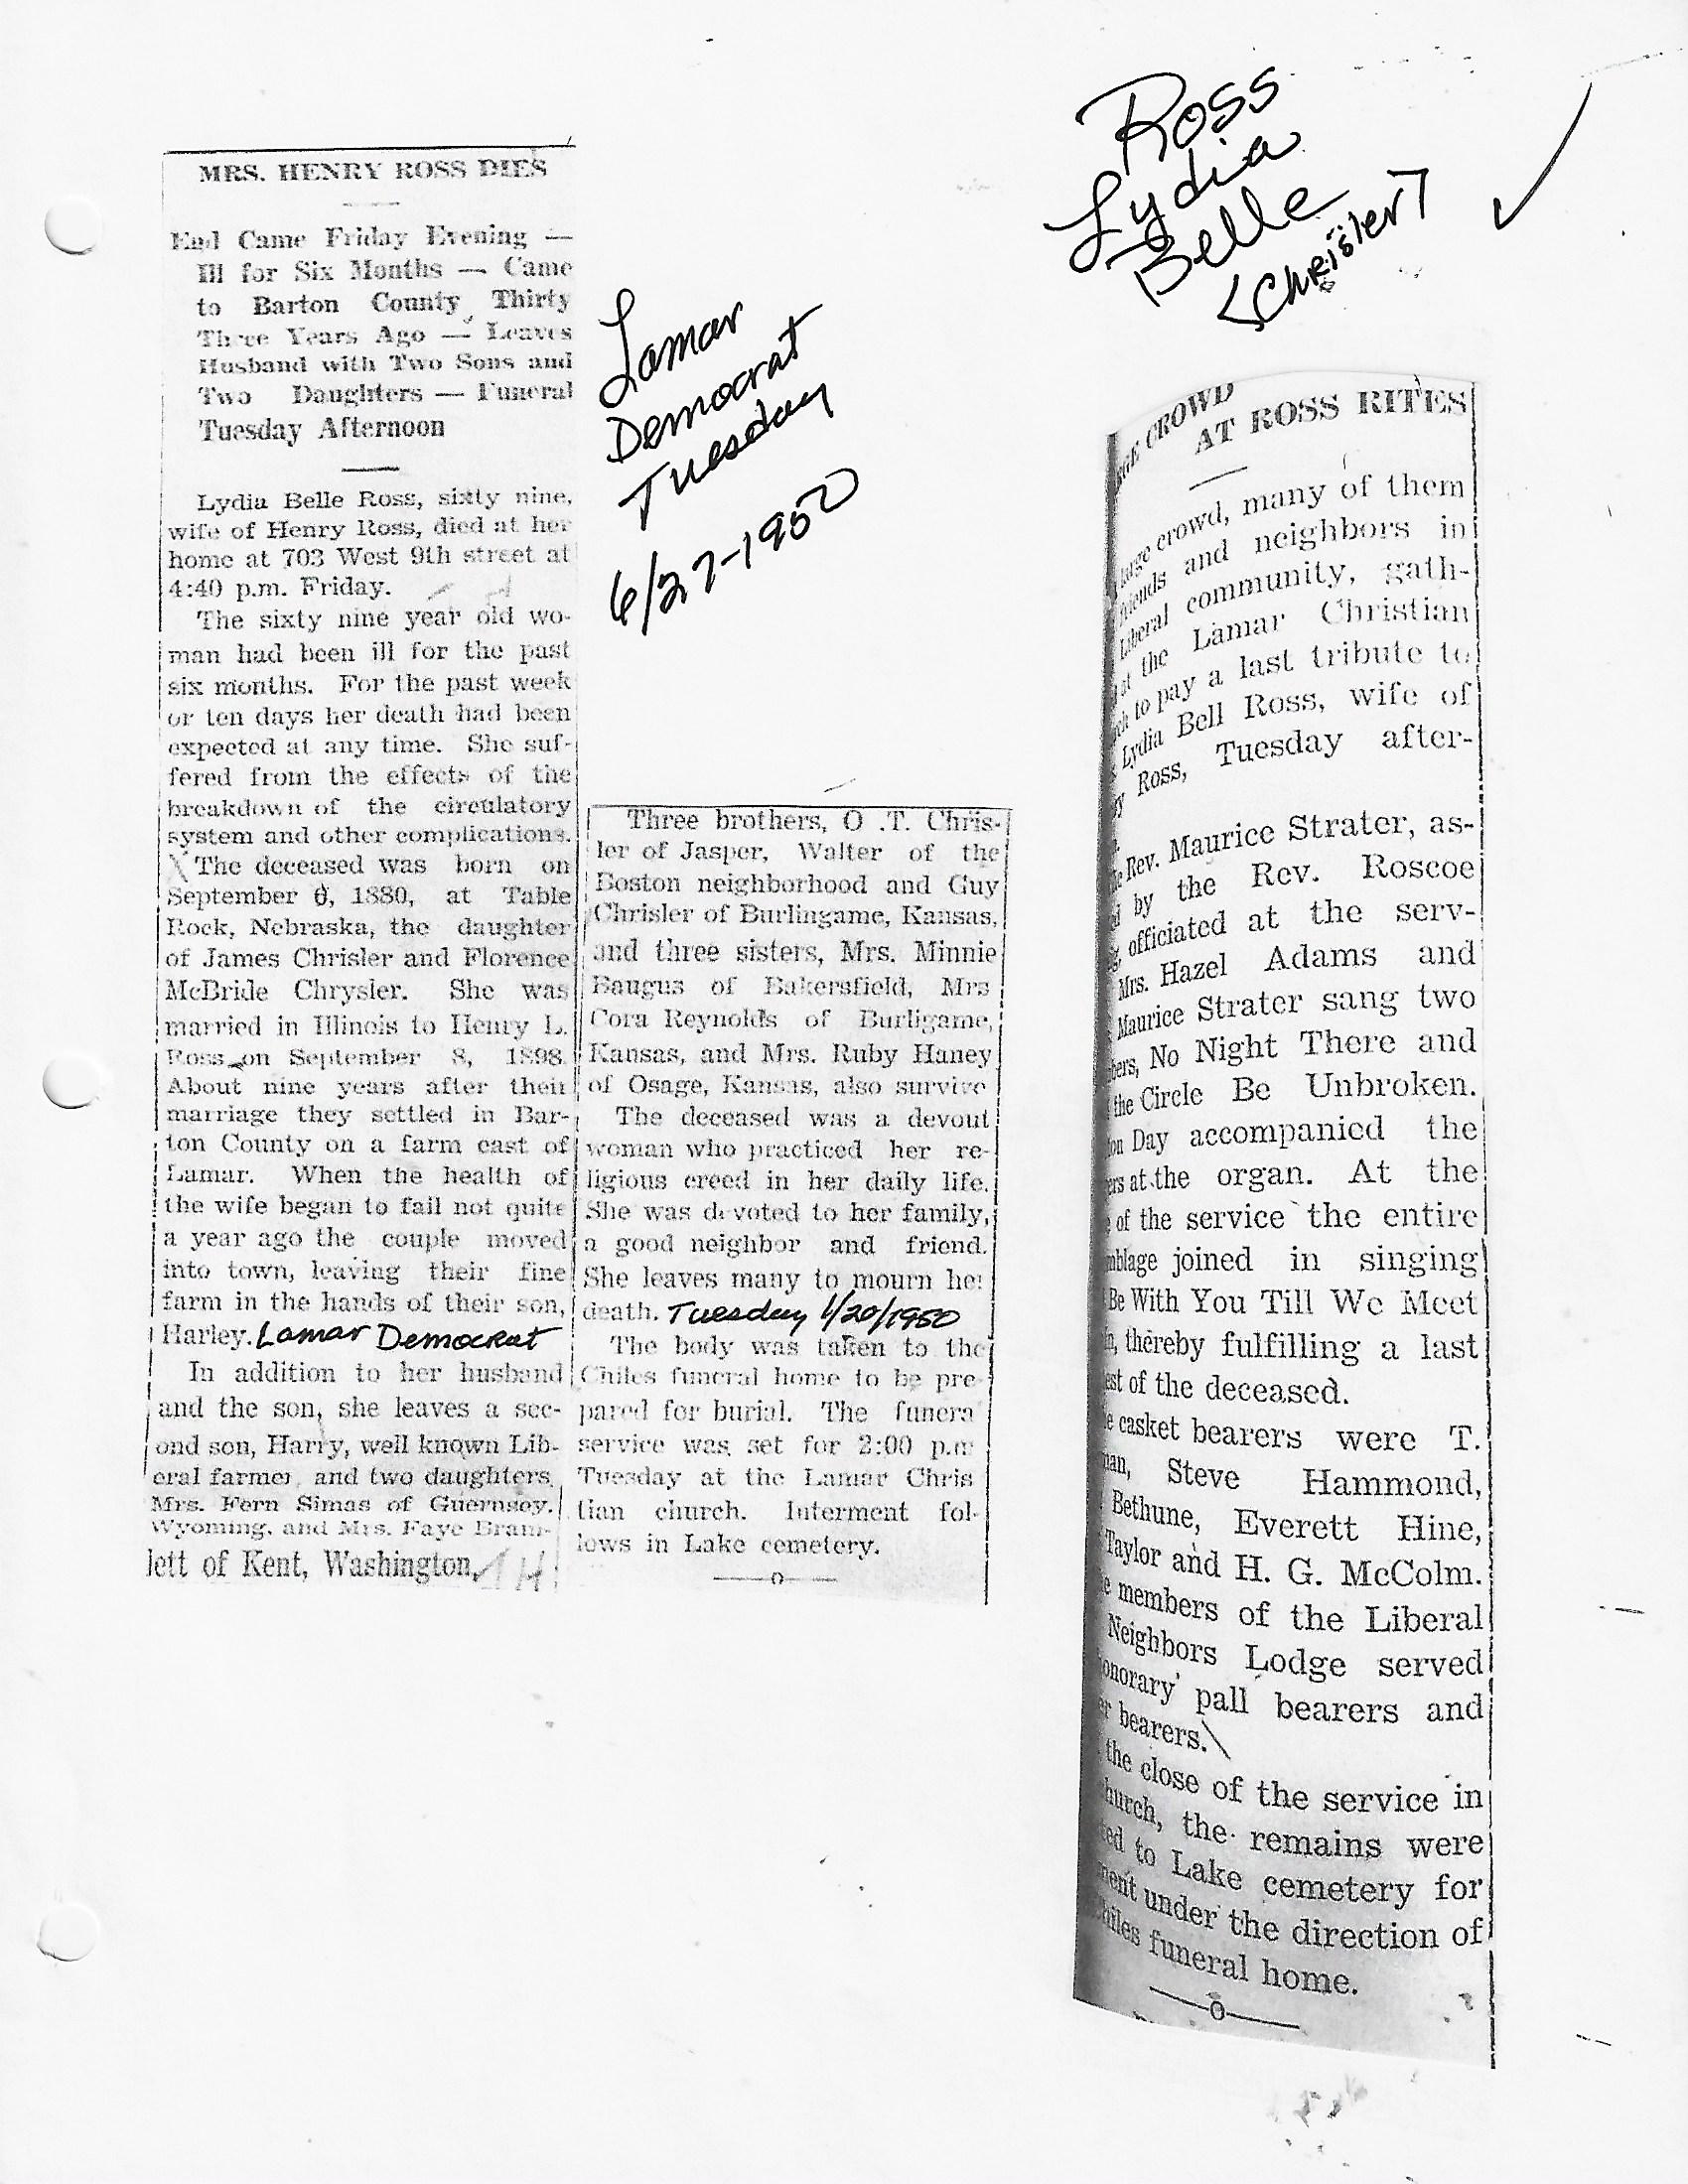 Ross
Lydia
Belle
<Chrisler>
MRS. HENRY ROSS DIES
End Came Friday Evening —
Ill for Six Months — Came
to Barton County Thirty
Three Years Ago — Leaves
Husband with Two Sons and
Two Daughters — Funeral
Tuesday Afternoon
Lydia Belle Ross, sixty nine,
wife of Henry Ross, died at her
home at 703 West 9th street at
4:40 p.m. Friday.
The sixty nine year old wo-
man had been ill for the past
six months. For the past week
or ten days her death had been
expected at any time. She suf-
fered from the effects of the
breakdown of the circulatory
system and other complications.
The deceased was born on
September 6, 1880, at Table
Rock, Nebraska, the daughter
of James Chrisler and Florence
McBride Chrysler. She was
married in Illinois to Henry L.
Ross on September 8, 1898.
About nine years after their
marriage they settled in Bar-
ton County on a farm east of
Lamar. When the health of
the wife began to fail not quite
a year ago the couple moved
into town, leaving their fine
farm in the hands of their son,
Harley. Lamar Democrat
In addition to her husband
and the son, she leaves a sec-
ond son, Harry, well known Lib-
eral farmer, and two daughters,
Mrs. Fern Simas of Guernsey,
Wyoming, and Mrs. Faye Bram-
lett of Kent, Washington,
Lamar
Democrat
Tuesday
6/27-1950
Three brothers, O .T. Chris-
ler of Jasper, Walter of the
Boston neighborhood and Guy
Chrisler of Burlingame, Kansas,
and three sisters, Mrs. Minnie
Baugus of Bakersfield, Mrs
Cora Reynolds of Burligame,
Kansas, and Mrs. Ruby Haney
of Osage, Kansas, also survive
The deceased was a devout
woman who practiced her re-
ligious creed in her daily life.
She was devoted to her family,
a good neighbor and friend.
She leaves many to mourn her
death. Tuesday 6/20/1950
The body was taken to the
Chiles funeral home to be pre-
pared for burial. The funera
service was set for 2:00 p.m
Tuesday at the Lamar Chris
tian church. Interment fol-
lows in Lake cemetery.
—o—
GE CROWD
AT ROSS RITES
large crowd, many of them
friends and neighbors in
Liberal community, gath-
at the Lamar Christian
ch to pay a last tribute to
Lydia Bell Ross, wife of
y Ross, Tuesday after-
e Rev. Maurice Strater, as-
d by the Rev. Roscoe
officiated at the serv-
Mrs. Hazel Adams and
Maurice Strater sang two
bers, No Night There and
the Circle Be Unbroken.
on Day accompanied the
ers at the organ. At the
of the service the entire
mblage joined in singing
Be With You Till We Meet
n, thereby fulfilling a last
est of the deceased.
e casket bearers were T.
man, Steve Hammond,
Bethune, Everett Hine,
Taylor and H. G. McColm.
e members of the Liberal
Neighbors Lodge served
onorary pall bearers and
er bearers.
the close of the service in
hurch, the remains were
ted to Lake cemetery for
ment under the direction of
hiles funeral home.
—o—